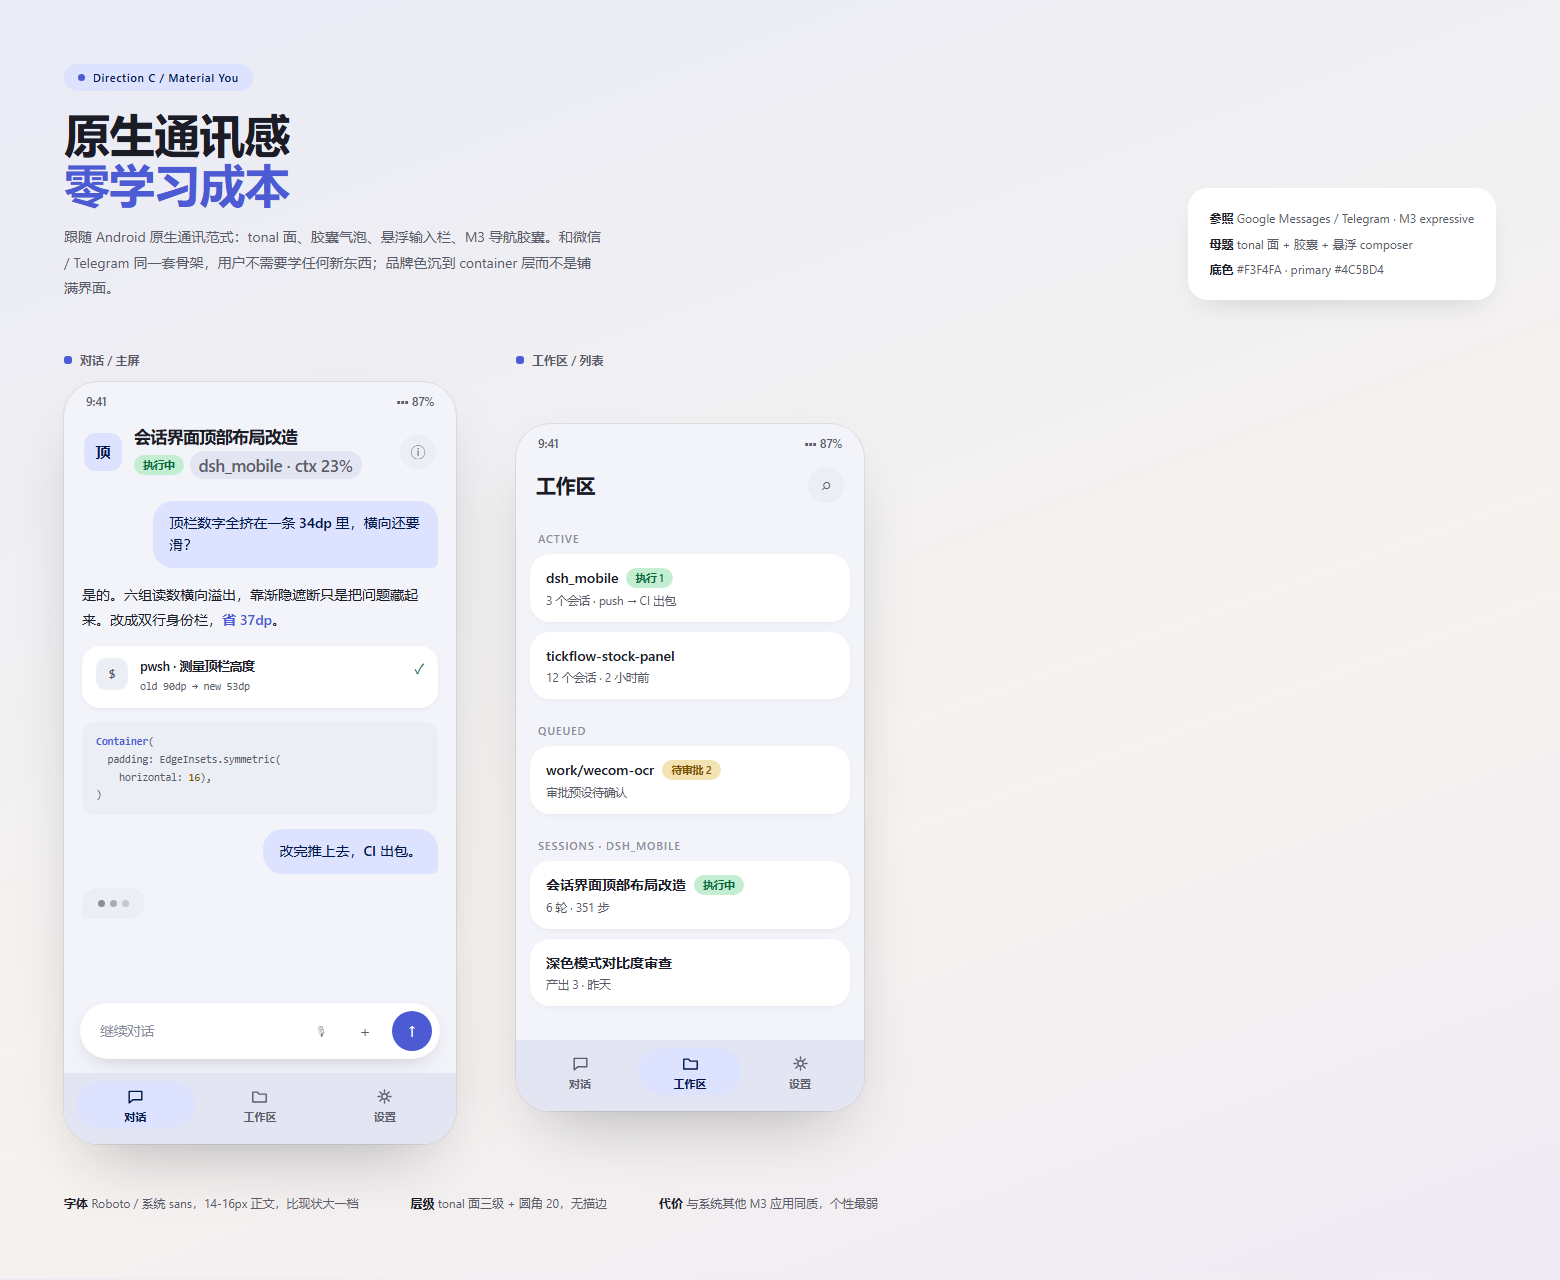 Direction C / Material You
原生通讯感
零学习成本
跟随 Android 原生通讯范式：tonal 面、胶囊气泡、悬浮输入栏、M3 导航胶囊。和微信
/ Telegram 同一套骨架，用户不需要学任何新东西；品牌色沉到 container 层而不是铺
满界面。
参照 Google Messages / Telegram · M3 expressive
母题 tonal 面 + 胶囊 + 悬浮 composer
底色 #F3F4FA · primary #4C5BD4
对话 / 主屏
9:41
87%
顶
会话界面顶部布局改造
执行中
dsh_mobile · ctx 23%
顶栏数字全挤在一条 34dp 里，横向还要
滑？
是的。六组读数横向溢出，靠渐隐遮断只是把问题藏起
来。改成双行身份栏，省 37dp。
$
pwsh · 测量顶栏高度
old 90dp → new 53dp
Container(
padding: EdgeInsets.symmetric(
horizontal: 16),
)
改完推上去，CI 出包。
继续对话
对话
工作区
设置
工作区 / 列表
9:41
87%
工作区
ACTIVE
dsh_mobile
执行 1
3 个会话 · push → CI 出包
tickflow-stock-panel
12 个会话 · 2 小时前
QUEUED
work/wecom-ocr
待审批 2
审批预设待确认
SESSIONS · DSH_MOBILE
会话界面顶部布局改造
执行中
6 轮 · 351 步
深色模式对比度审查
产出 3 · 昨天
对话
工作区
设置
字体 Roboto / 系统 sans，14-16px 正文，比现状大一档
层级 tonal 面三级 + 圆角 20，无描边
代价 与系统其他 M3 应用同质，个性最弱